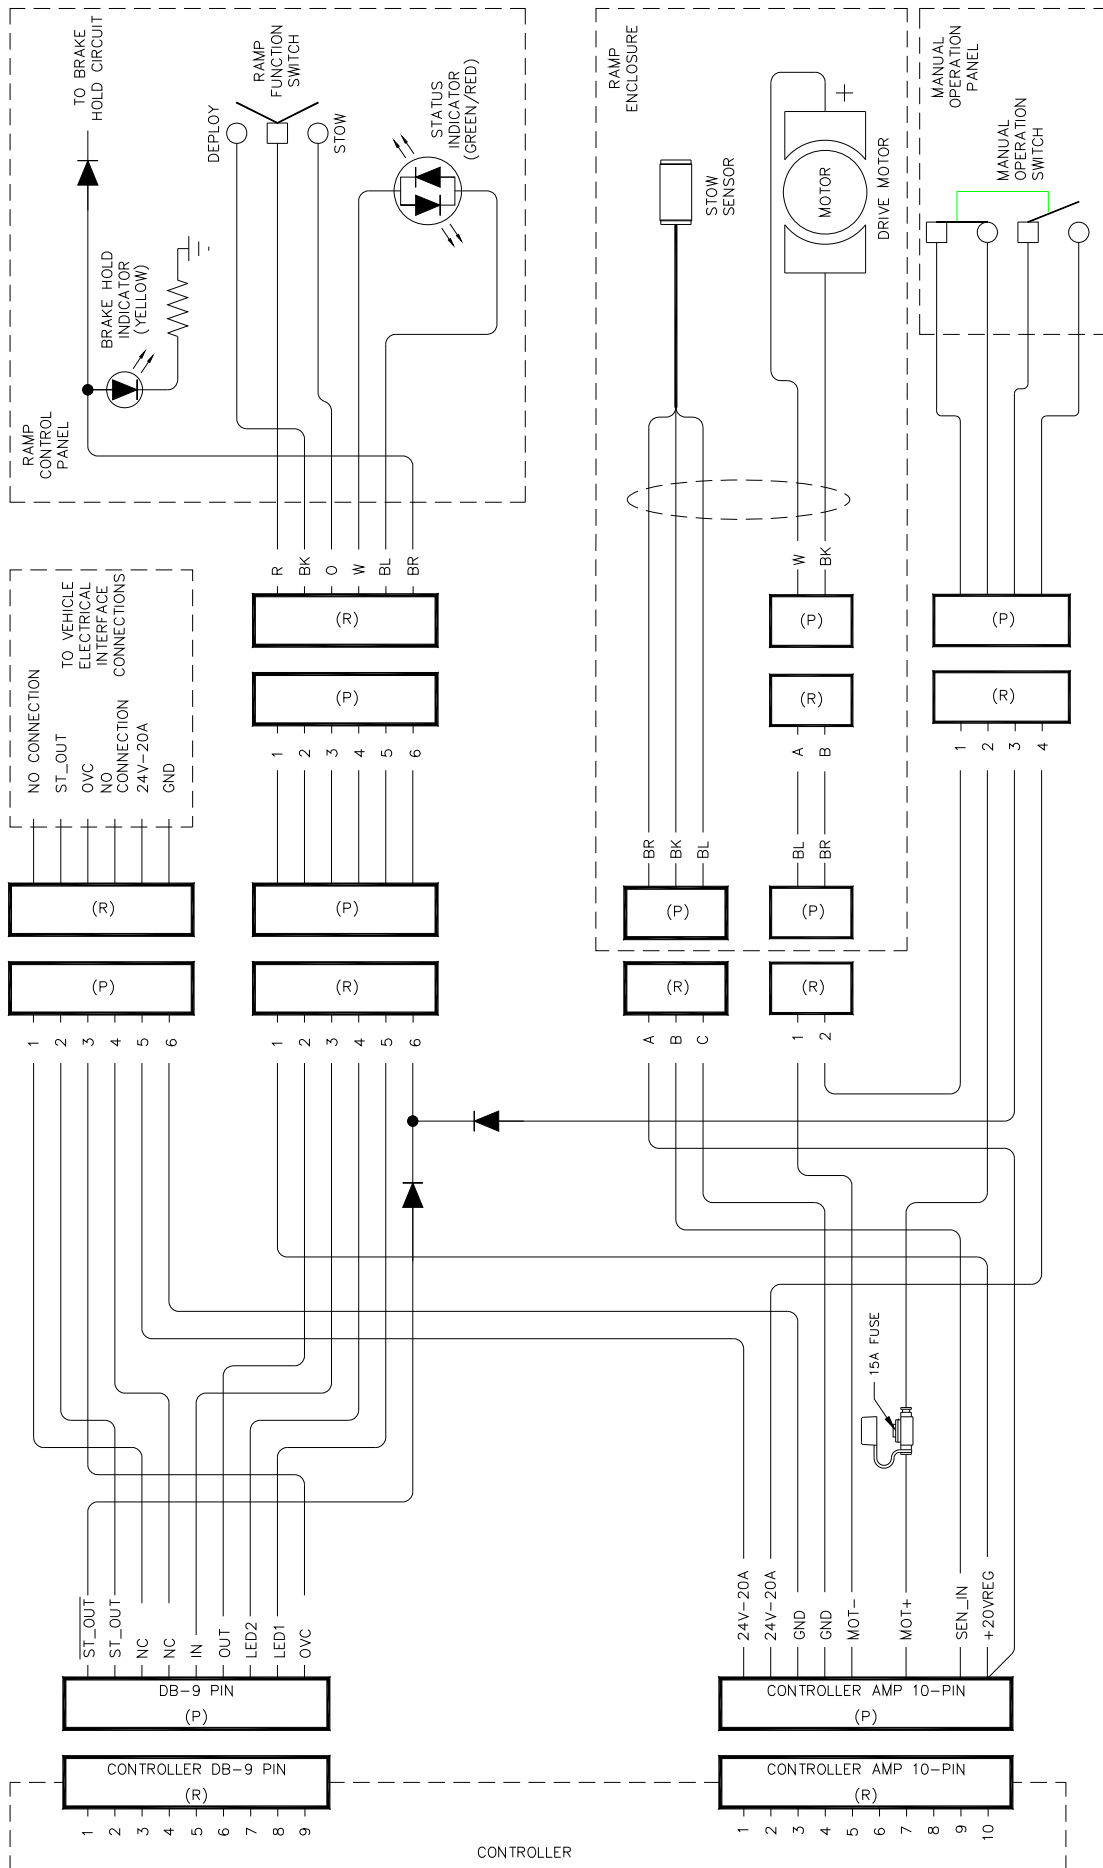 TO BRAKE
HOLD CIRCUIT
BRAKE HOLD
INDICATOR
(YELLOW)
RAMP
CONTROL
PANEL
DEPLOY
RAMP
FUNCTION
SWITCH
STOW
STATUS
INDICATOR
(GREEN/RED)
RAMP
ENCLOSURE
STOW
SENSOR
+
MOTOR
DRIVE MOTOR
MANUAL
OPERATION
PANEL
MANUAL
OPERATION
SWITCH
NO CONNECTION
ST_OUT
OVC
NO
CONNECTION
24V-20A
GND
TO VEHICLE
ELECTRICAL
INTERFACE
CONNECTIONS
R
BK
O
W
BL
BR
(R)
(P)
1
2
3
4
5
6
W
BK
(P)
(R)
A
B
BL
BR
(P)
(R)
1
2
(P)
(R)
1
2
3
4
BR
BK
BL
(P)
(R)
A
B
C
(R)
(P)
1
2
3
4
5
6
(P)
(R)
1
2
3
4
5
6
15A FUSE
ST_OUT
ST_OUT
NC
NC
IN
OUT
LED2
LED1
OVC
DB-9 PIN
(P)
CONTROLLER DB-9 PIN
(R)
1
2
3
4
5
6
7
8
9
24V-20A
24V-20A
GND
GND
MOT-
MOT+
SEN_IN
+20VREG
CONTROLLER AMP 10-PIN
(P)
CONTROLLER AMP 10-PIN
(R)
1
2
3
4
5
6
7
8
9
10
CONTROLLER